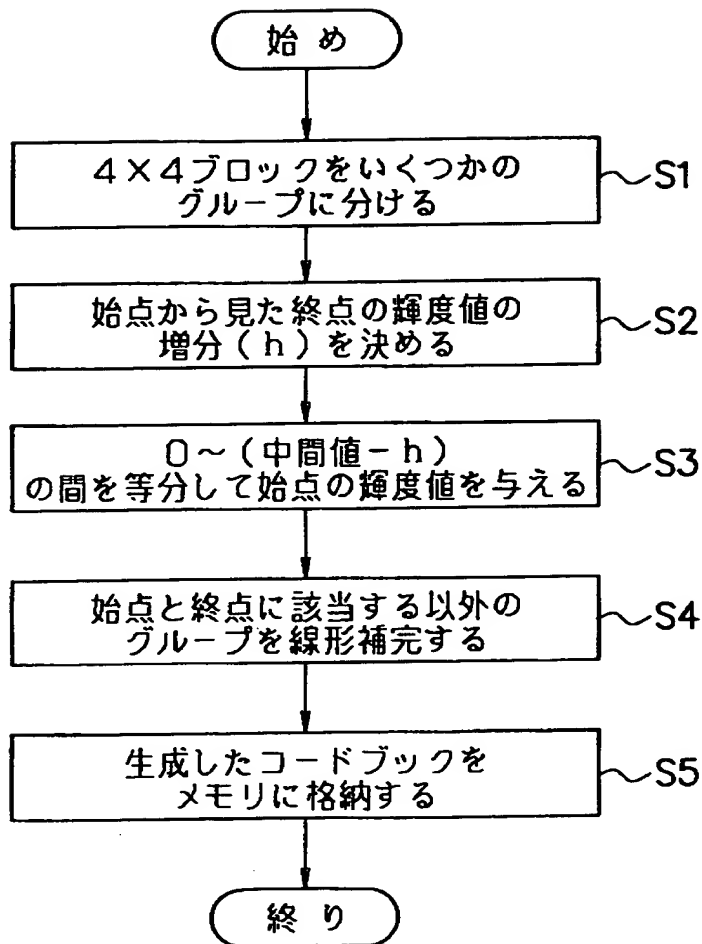 始め
4×4ブロックをいくつかの
グループに分ける
S1
始点から見た終点の輝度値の
増分(h)を決める
S2
0~(中間値-h)
の間を等分して始点の輝度値を与える
S3
始点と終点に該当する以外の
グループを線形補完する
S4
生成したコードブックを
メモリに格納する
S5
終り